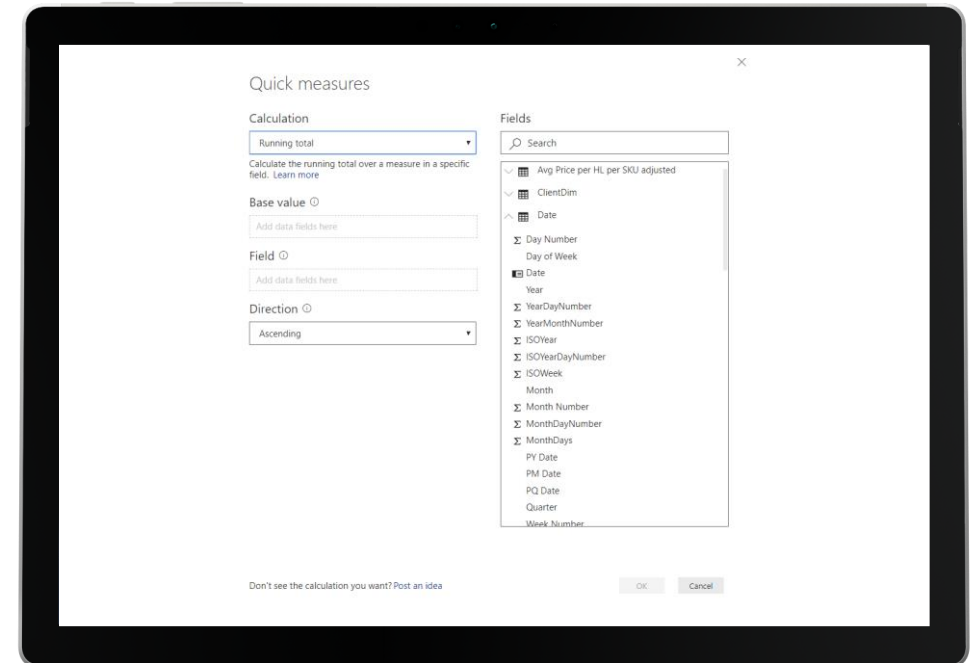 Quick measures
Calculation
Running total
Calculate the running total over a measure in a specific
field. Learn more
Base value
Add data fields here
Field
Add data fields here
Direction
Ascending
Fields
Search
Avg Price per HL per SKU adjusted
ClientDim
Date
Σ Day Number
Day of Week
Date
Year
Σ YearDayNumber
Σ YearMonthNumber
Σ ISOYear
Σ ISOYearDayNumber
Σ ISOWeek
Month
Σ Month Number
Σ MonthDayNumber
Σ MonthDays
PY Date
PM Date
PQ Date
Quarter
Week Number
Don't see the calculation you want? Post an idea
OK
Cancel